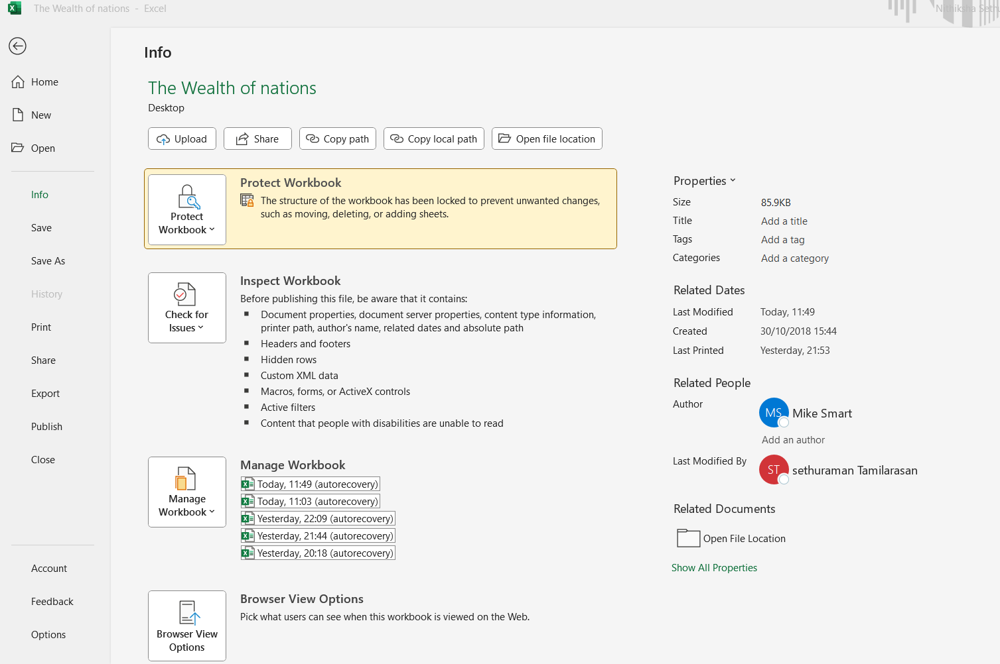 The Wealth of nations - Excel
Nithiksha Sethu
Info
Home
New
Open
Info
Save
Save As
History
Print
Share
Export
Publish
Close
Account
Feedback
Options
The Wealth of nations
Desktop
Upload
Share
Copy path
Copy local path
Open file location
Protect Workbook
Protect Workbook
The structure of the workbook has been locked to prevent unwanted changes,
such as moving, deleting, or adding sheets.
Check for
Issues
Inspect Workbook
Before publishing this file, be aware that it contains:
Document properties, document server properties, content type information,
printer path, author's name, related dates and absolute path
Headers and footers
Hidden rows
Custom XML data
Macros, forms, or ActiveX controls
Active filters
Content that people with disabilities are unable to read
Manage
Workbook
Manage Workbook
Today, 11:49 (autorecovery)
Today, 11:03 (autorecovery)
Yesterday, 22:09 (autorecovery)
Yesterday, 21:44 (autorecovery)
Yesterday, 20:18 (autorecovery)
Browser View
Options
Browser View Options
Pick what users can see when this workbook is viewed on the Web.
Properties
Size 85.9KB
Title Add a title
Tags Add a tag
Categories Add a category
Related Dates
Last Modified Today, 11:49
Created 30/10/2018 15:44
Last Printed Yesterday, 21:53
Related People
Author
MS Mike Smart
Add an author
Last Modified By
ST sethuraman Tamilarasan
Related Documents
Open File Location
Show All Properties